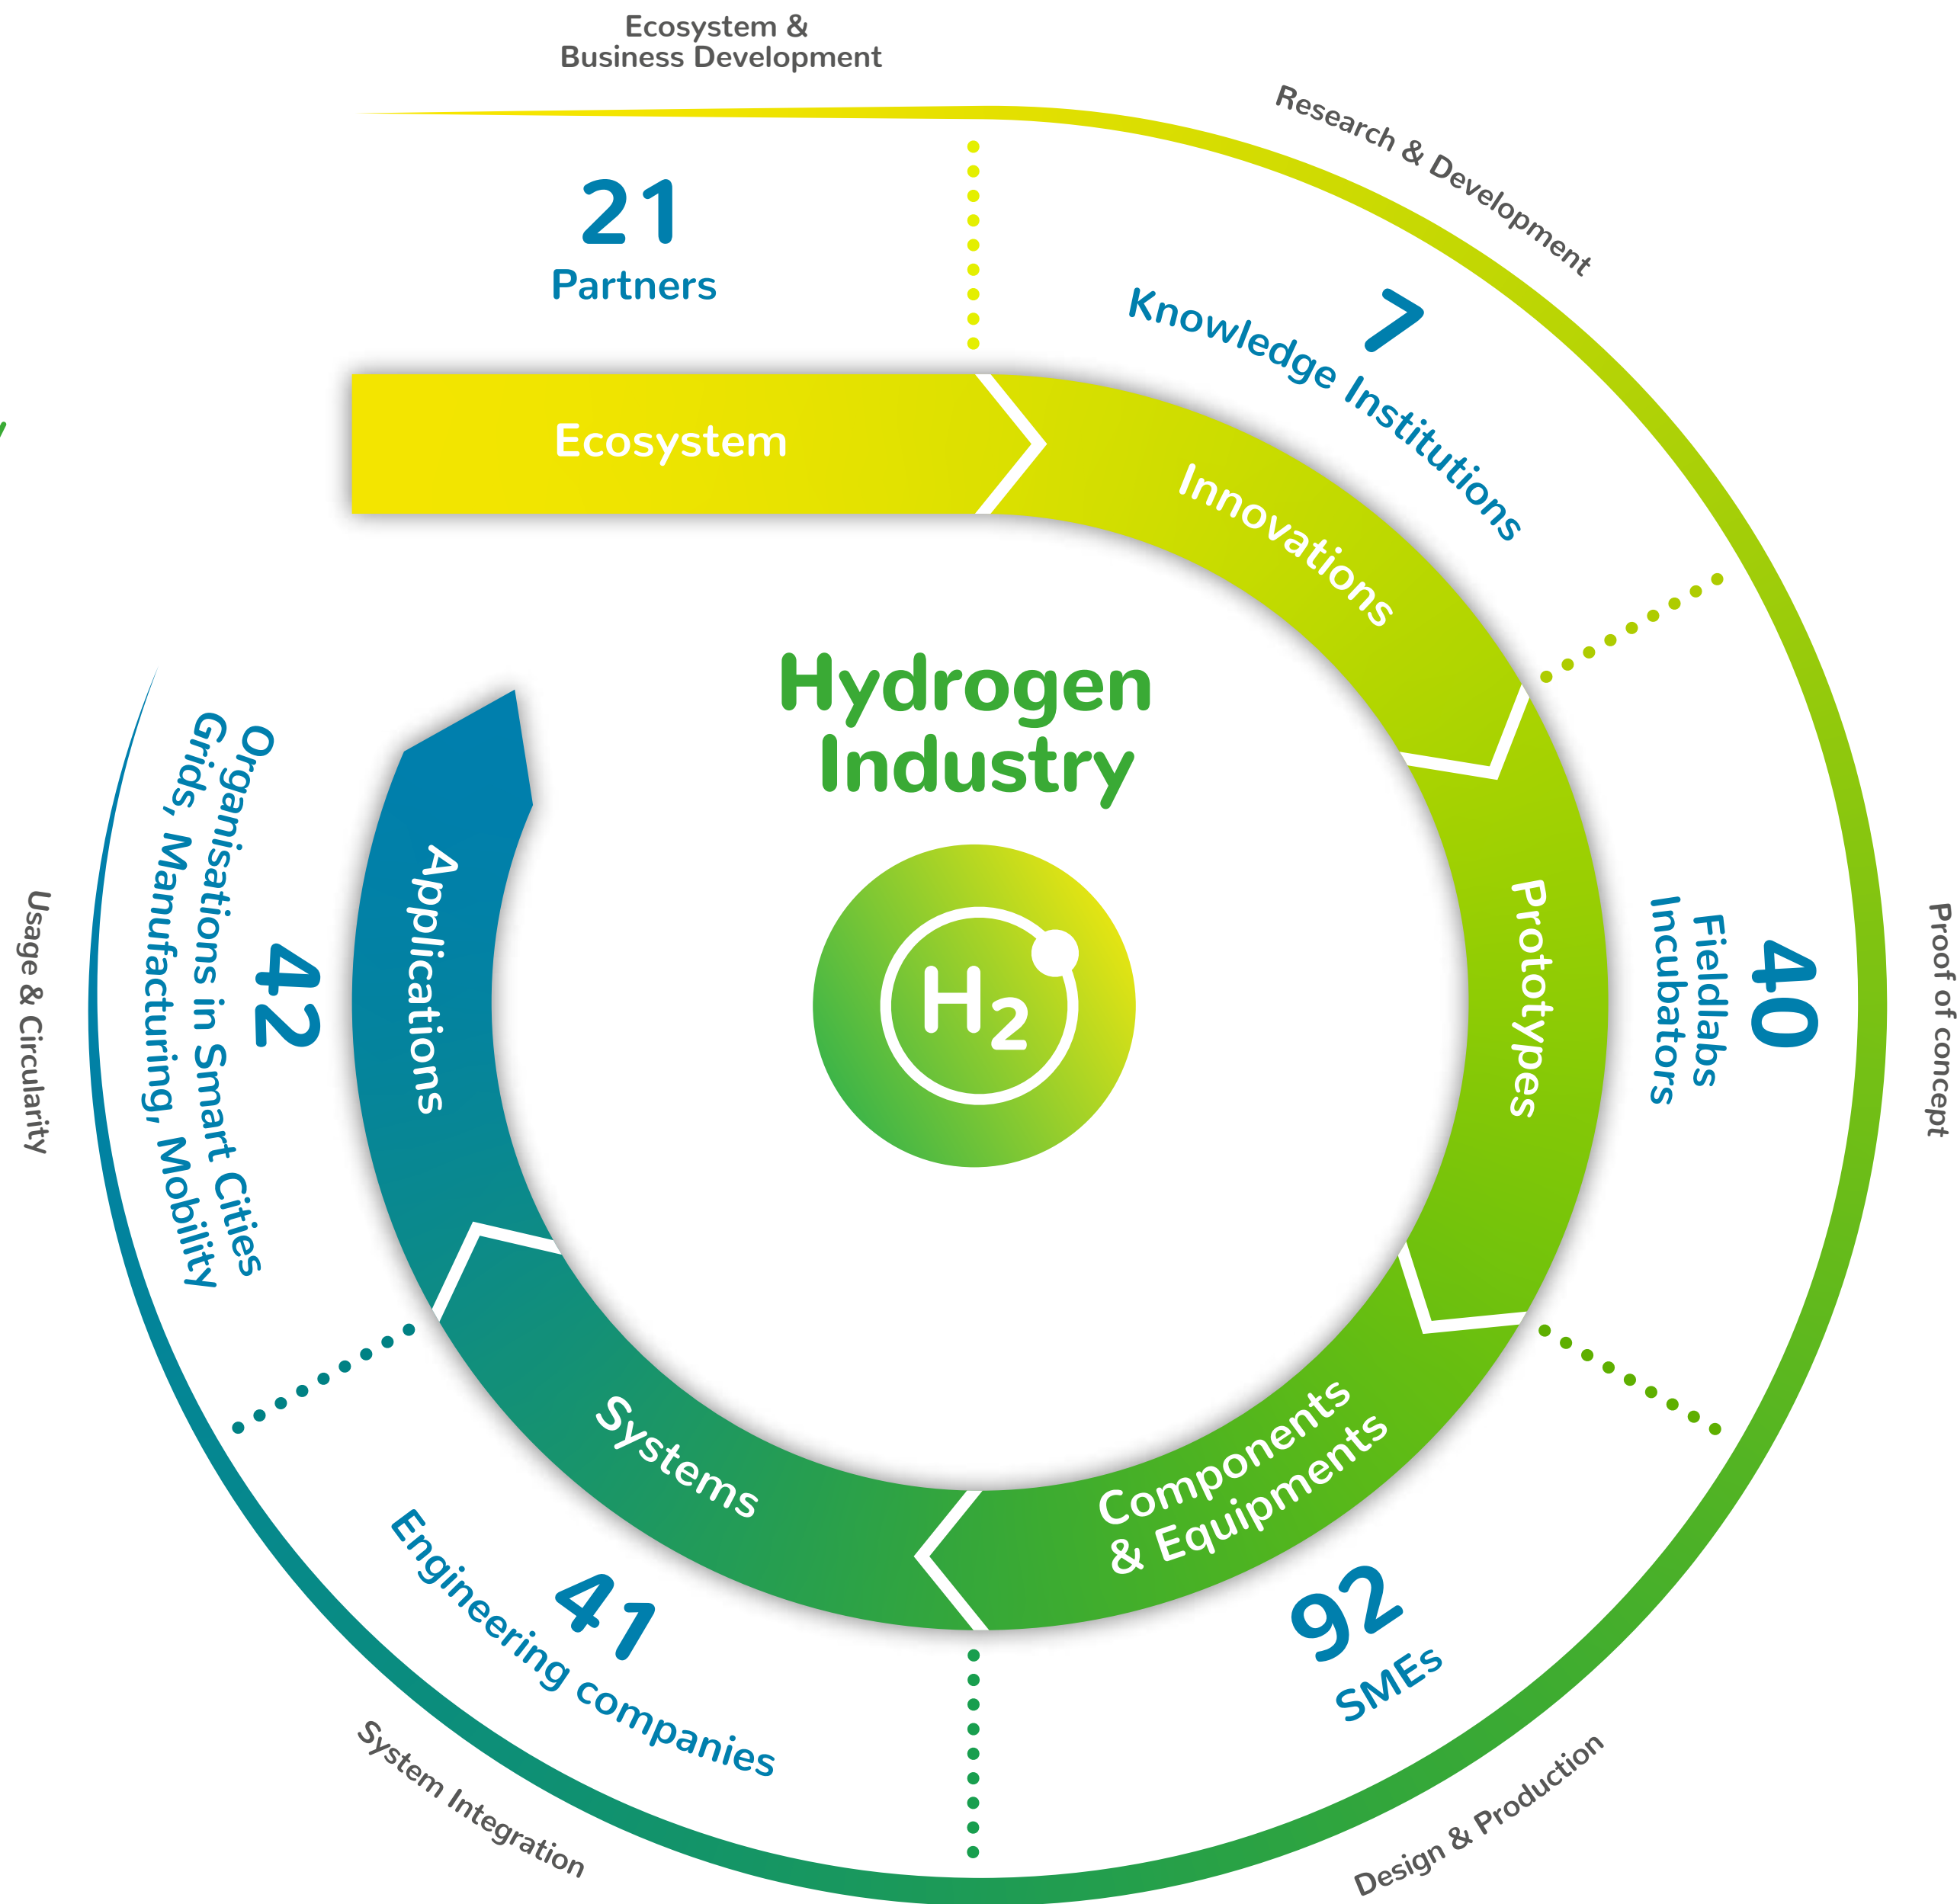 Ecosystem &
Business Development
21
Partners
Ecosystem
Research & Development
7
Knowledge Institutions
Innovations
Proof of concept
40
Fieldlabs
Incubators
Prototypes
Components
& Equipments
92
SMEs
Design & Production
Systems
41
Engineering companies
System Integration
Applications
42
Organisations in Smart Cities
Grids, Manufacturing, Mobility
Usage & Circularity
Hydrogen
Industry
H2